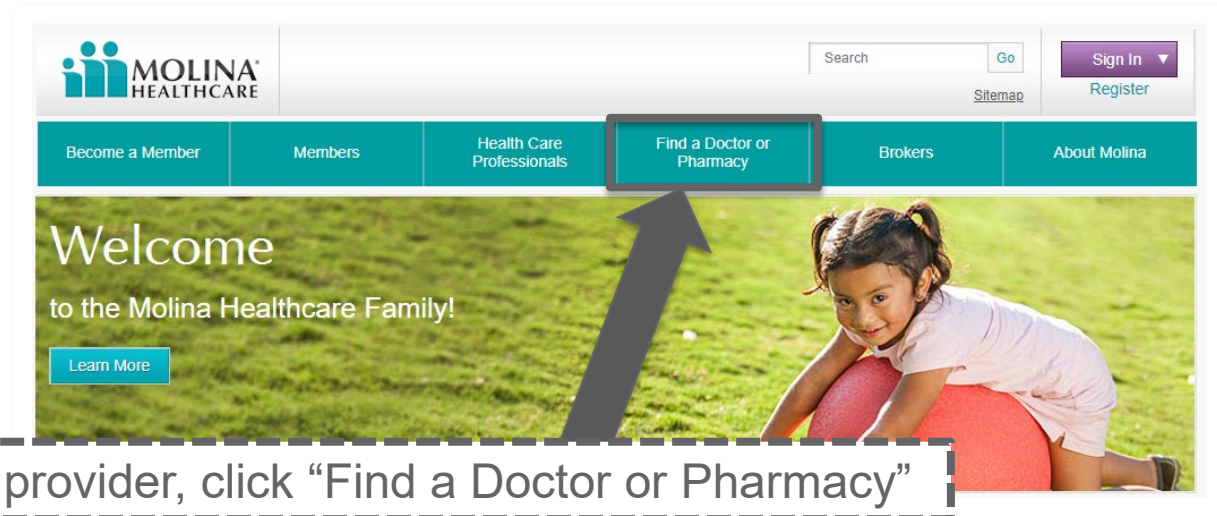 MOLINA®
HEALTHCARE
Search
Go
Sitemap
Sign In
Register
Become a Member
Members
Health Care
Professionals
Find a Doctor or
Pharmacy
Brokers
About Molina
Welcome
to the Molina Healthcare Family!
Learn More
provider, click “Find a Doctor or Pharmacy”